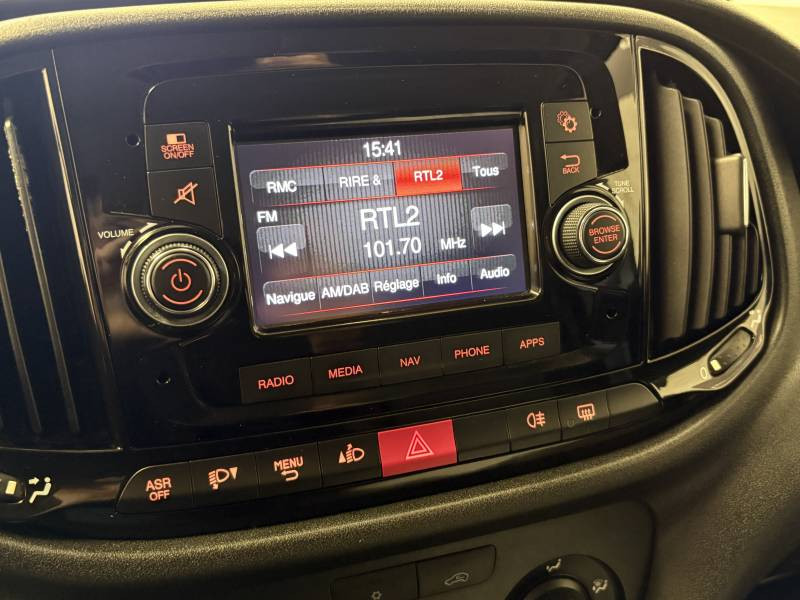 SCREEN
ON/OFF
15:41
RMC RIRE & RTL2 Tous
FM RTL2
101.70 MHz
Navigue AM/DAB Réglage Info Audio
VOLUME
BACK
TUNE
SCROLL
BROWSE
ENTER
RADIO MEDIA NAV PHONE APPS
ASR
OFF
MENU
0